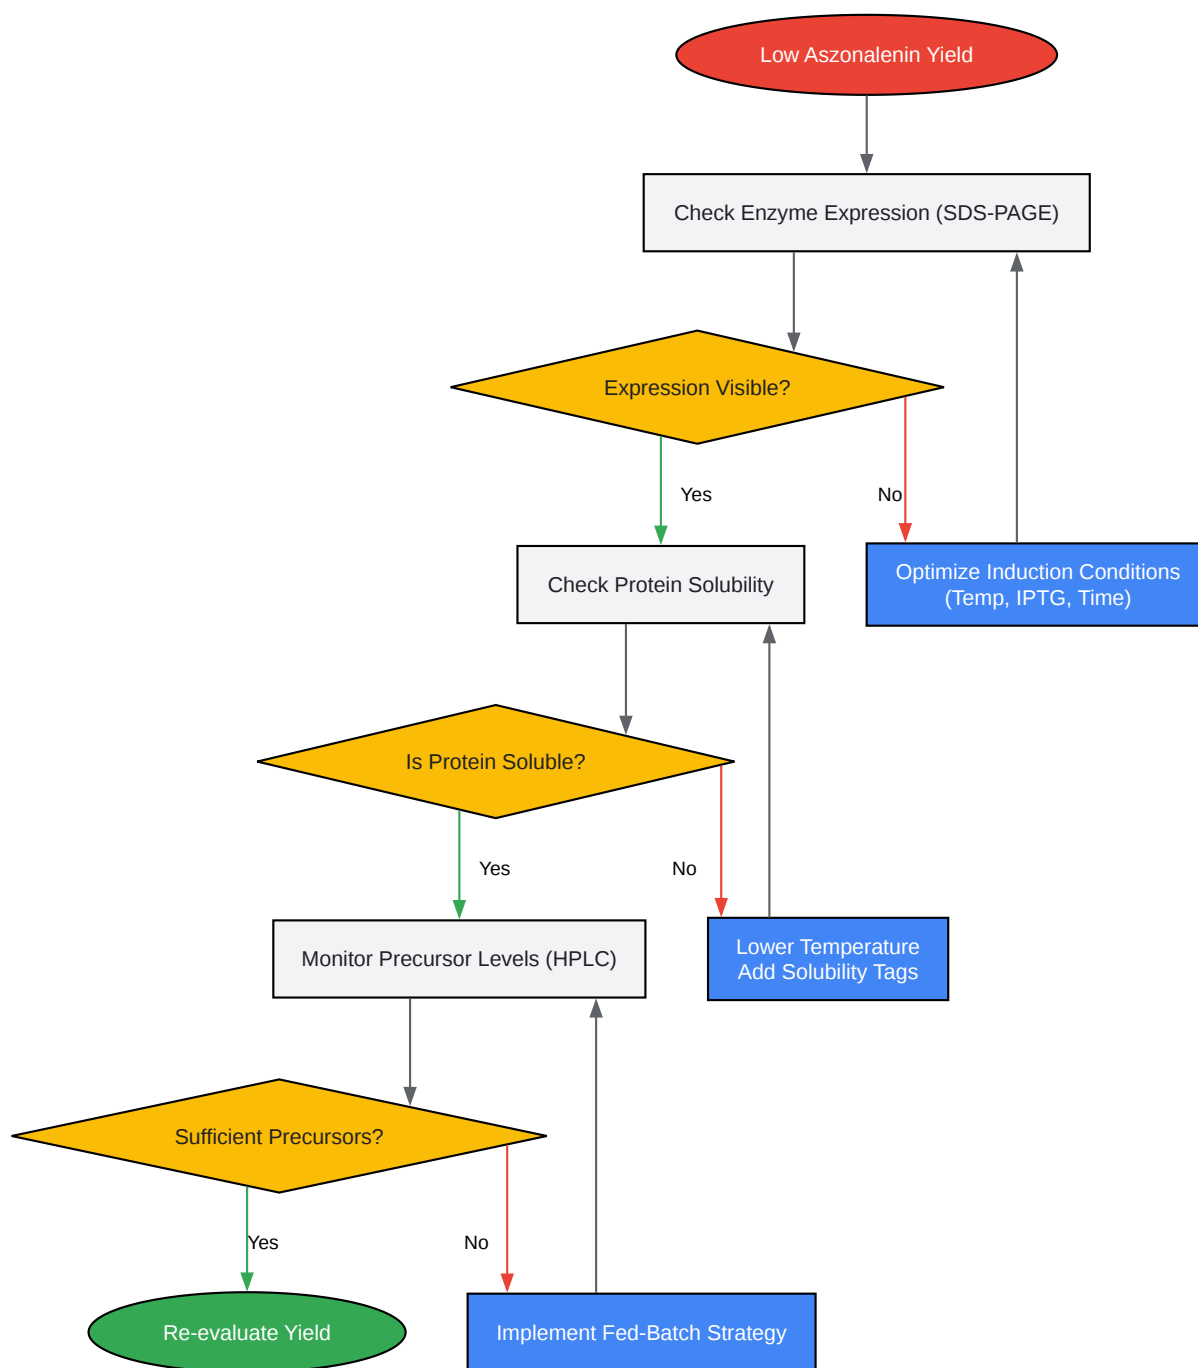 Low Aszonalenin Yield
Check Enzyme Expression (SDS-PAGE)
Expression Visible?
Yes
No
Check Protein Solubility
Optimize Induction Conditions
(Temp, IPTG, Time)
Is Protein Soluble?
Yes
No
Monitor Precursor Levels (HPLC)
Lower Temperature
Add Solubility Tags
Sufficient Precursors?
Yes
No
Re-evaluate Yield
Implement Fed-Batch Strategy